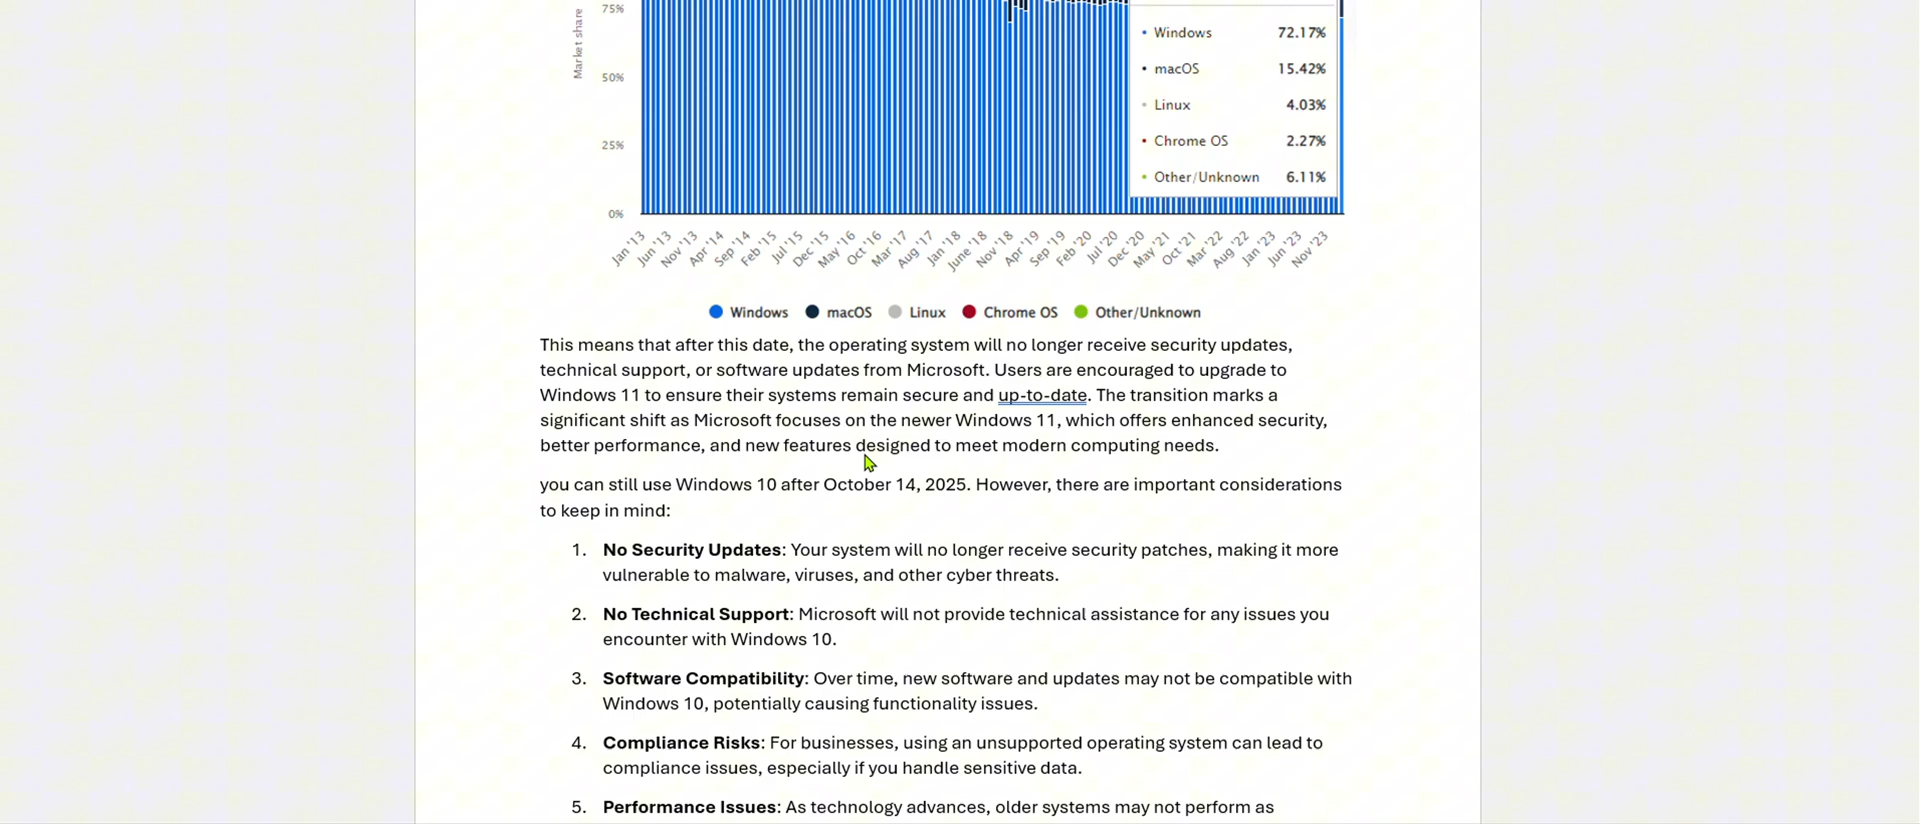 75%
Market share
50%
25%
0%
Windows 72.17%
macOS 15.42%
Linux 4.03%
Chrome OS 2.27%
Other/Unknown 6.11%
Jan '13 Jun '13 Nov '13 Apr '14 Sep '14 Feb '15 Jul '15 Dec '15 May '16 Oct '16 Mar '17 Aug '17 Jan '18 June '18 Nov '18 Apr '19 Sep '19 Feb '20 Jul '20 Dec '20 May '21 Oct '21 Mar '22 Aug '22 Jan '23 Jun '23 Nov '23
Windows macOS Linux Chrome OS Other/Unknown
This means that after this date, the operating system will no longer receive security updates,
technical support, or software updates from Microsoft. Users are encouraged to upgrade to
Windows 11 to ensure their systems remain secure and up-to-date. The transition marks a
significant shift as Microsoft focuses on the newer Windows 11, which offers enhanced security,
better performance, and new features designed to meet modern computing needs.
you can still use Windows 10 after October 14, 2025. However, there are important considerations
to keep in mind:
1. No Security Updates: Your system will no longer receive security patches, making it more
vulnerable to malware, viruses, and other cyber threats.
2. No Technical Support: Microsoft will not provide technical assistance for any issues you
encounter with Windows 10.
3. Software Compatibility: Over time, new software and updates may not be compatible with
Windows 10, potentially causing functionality issues.
4. Compliance Risks: For businesses, using an unsupported operating system can lead to
compliance issues, especially if you handle sensitive data.
5. Performance Issues: As technology advances, older systems may not perform as